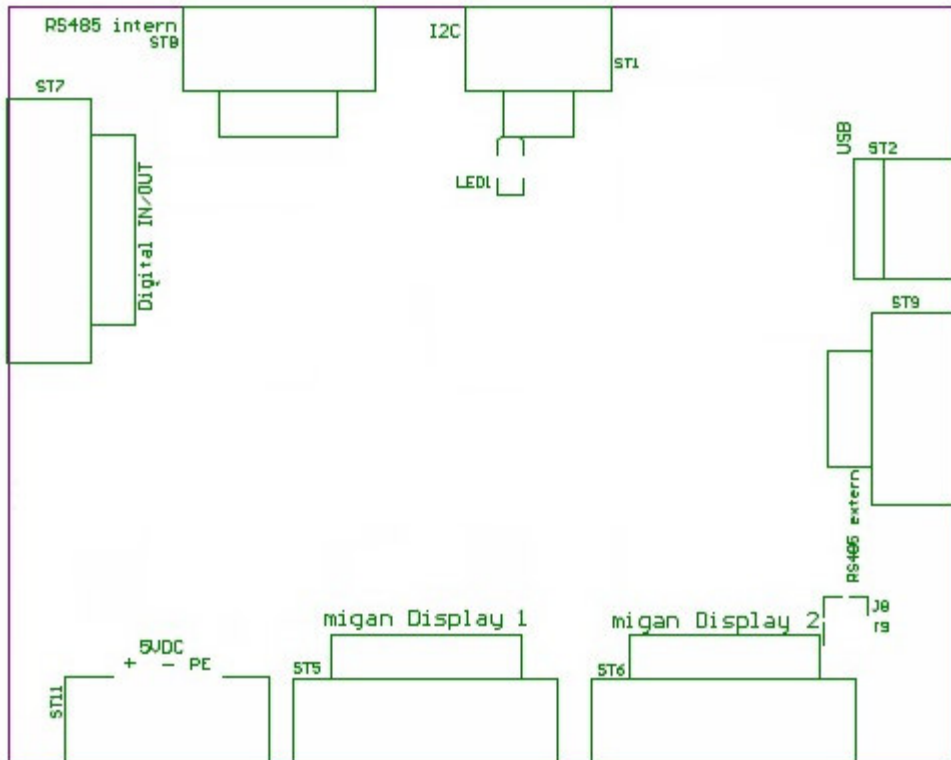 RS485 intern
ST8
I2C
ST1
ST7
USB
ST2
LED1
Digital IN/OUT
ST9
RS485 extern
J8
migan Display 1
migan Display 2
5VDC
+ - PE
ST5
ST6
ST11